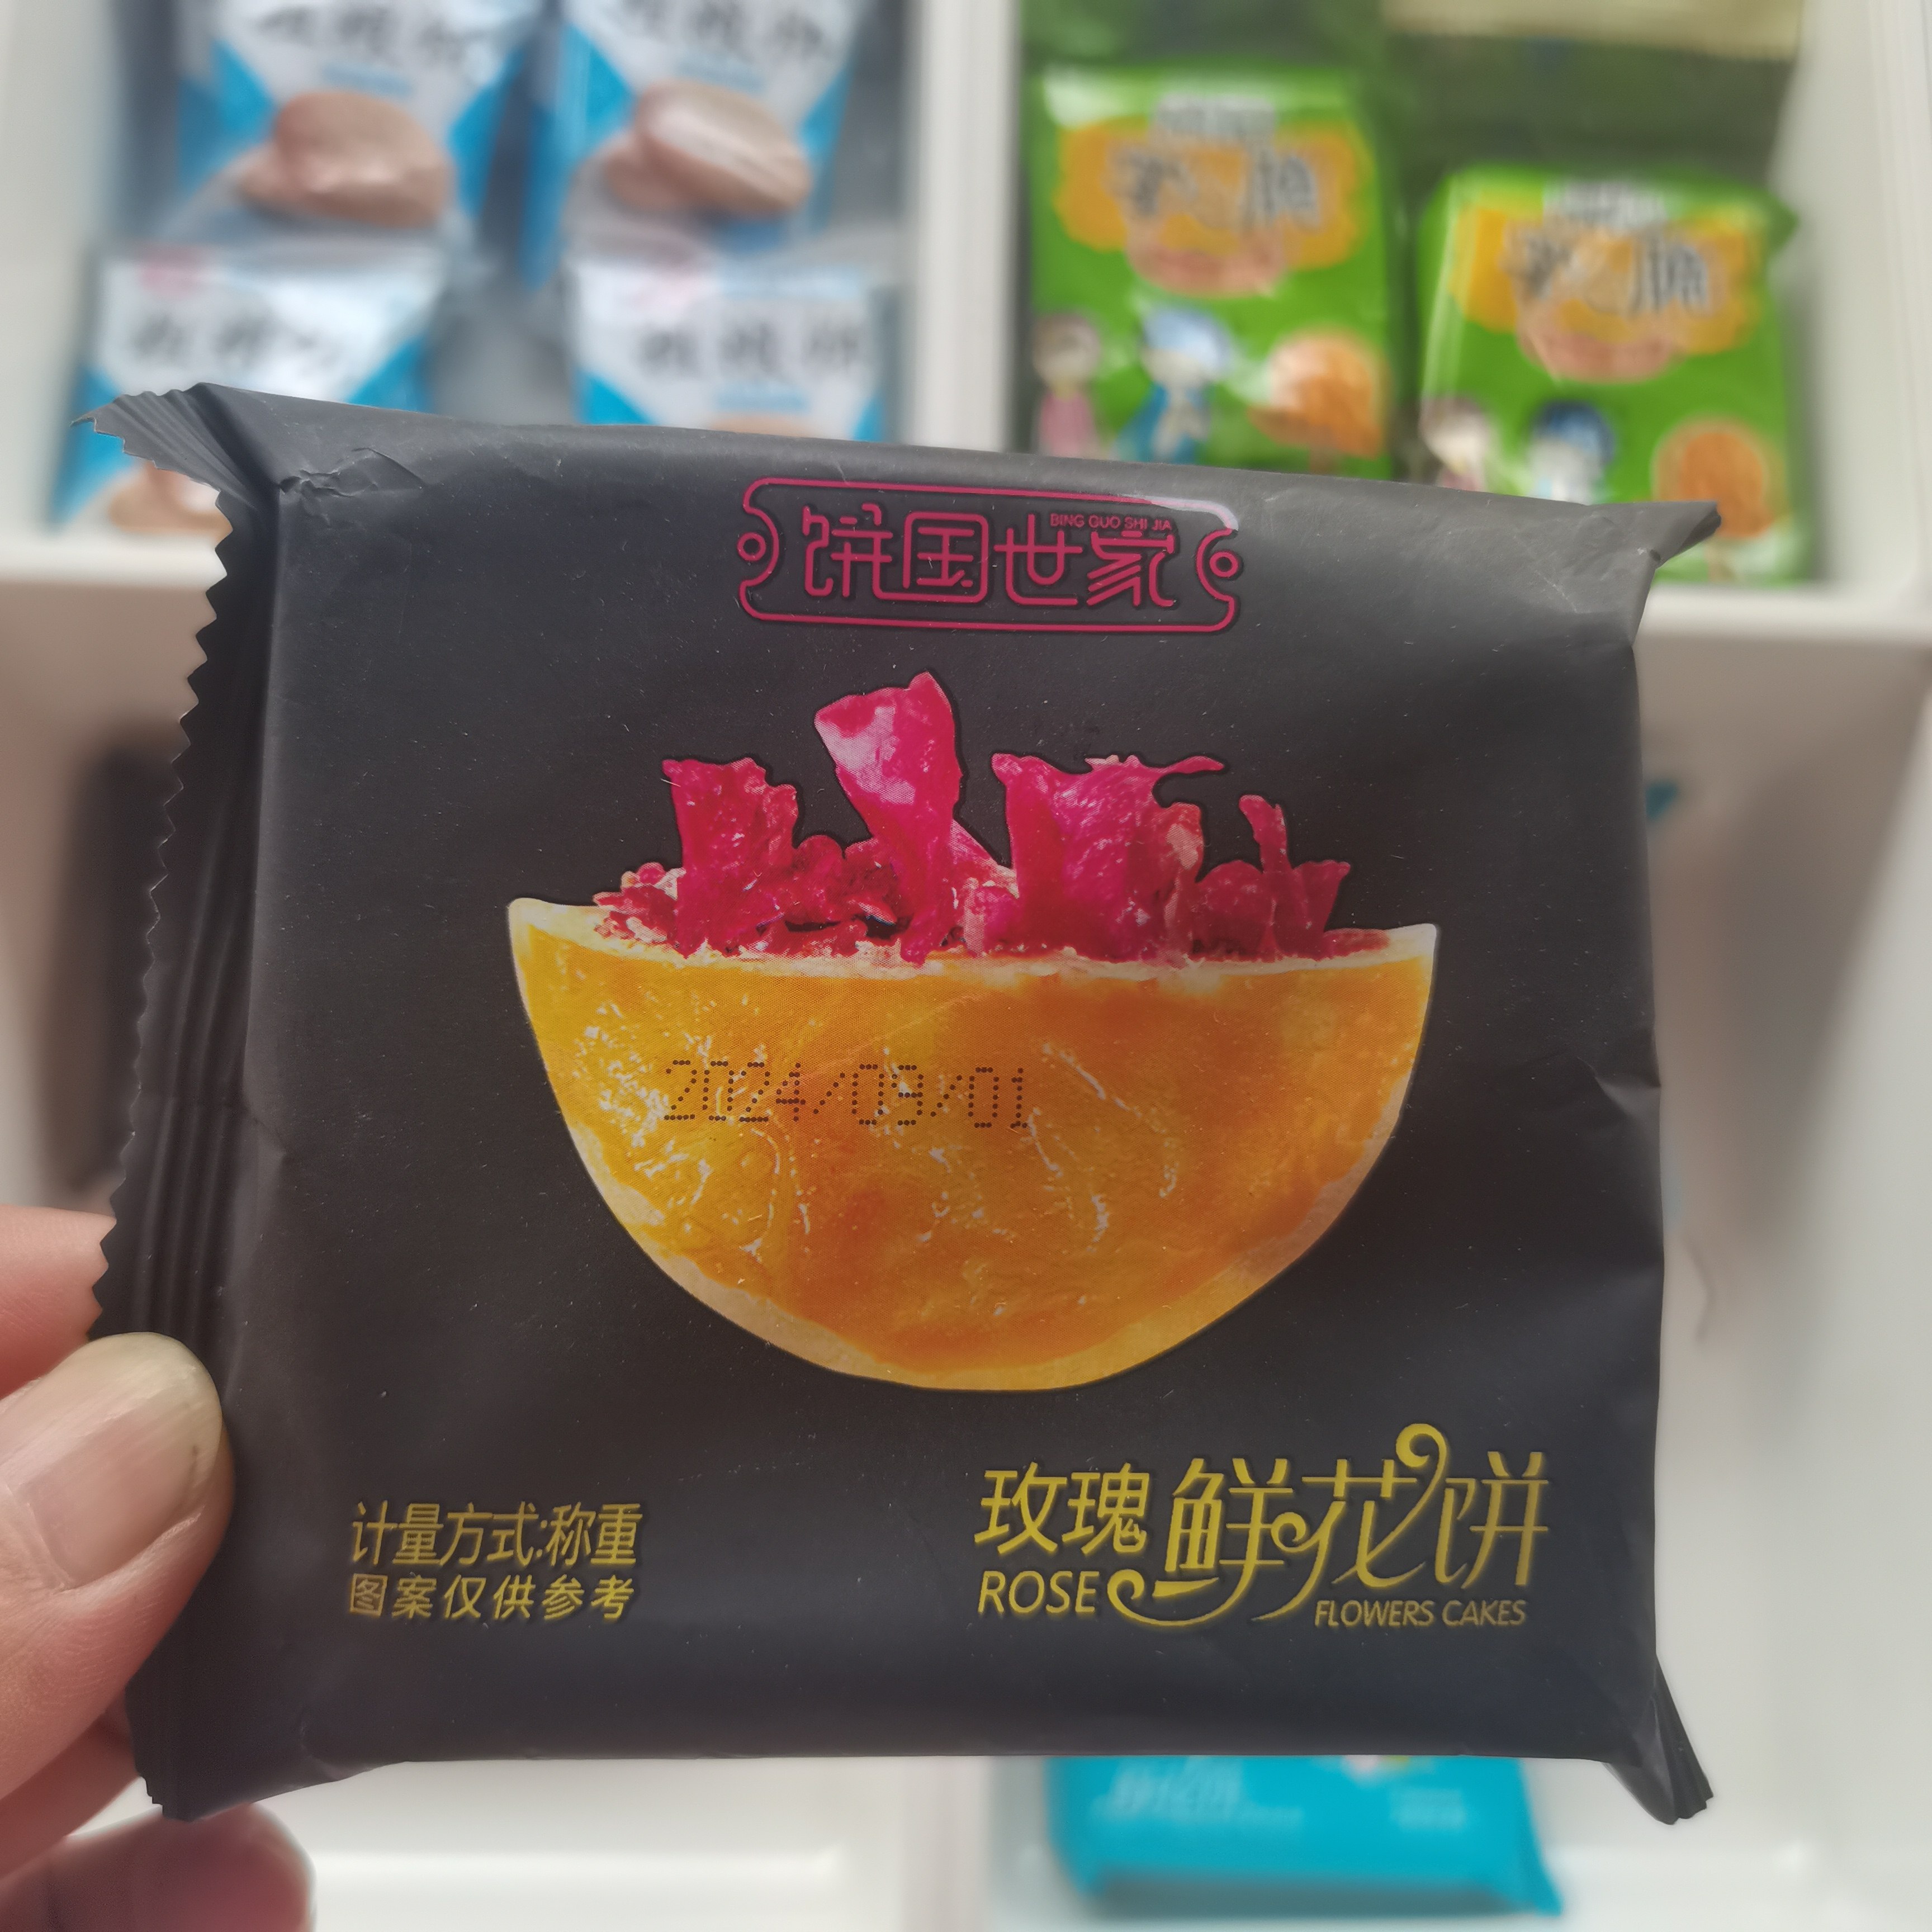 BING GUO SHI JIA
饼国世家
2024/09/01
计量方式:称重
图案仅供参考
玫瑰鲜花饼
ROSE
FLOWERS CAKES